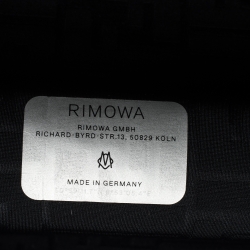 RIMOWA
RIMOWA GMBH
RICHARD-BYRD-STR.13, 50829 KÖLN
MADE IN GERMANY